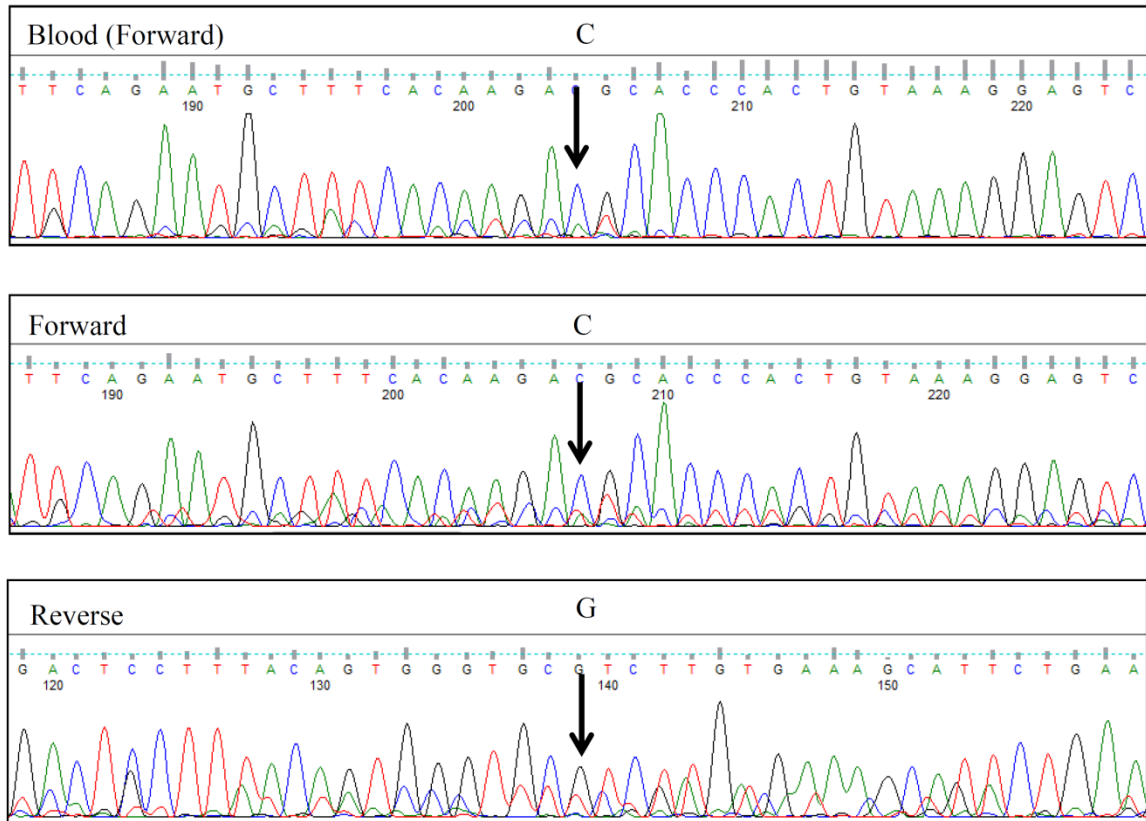 Blood (Forward) C
T T C A G A A T G C T T T C A C A A G A C G C A C C C A C T G T A A A G G A G T C
190 200 210 220
Forward C
T T C A G A A T G C T T T C A C A A G A C G C A C C C A C T G T A A A G G A G T C
190 200 210 220
Reverse G
G A C T C C T T T A C A G T G G G T G C G T C T T G T G A A A G C A T T C T G A A
120 130 140 150